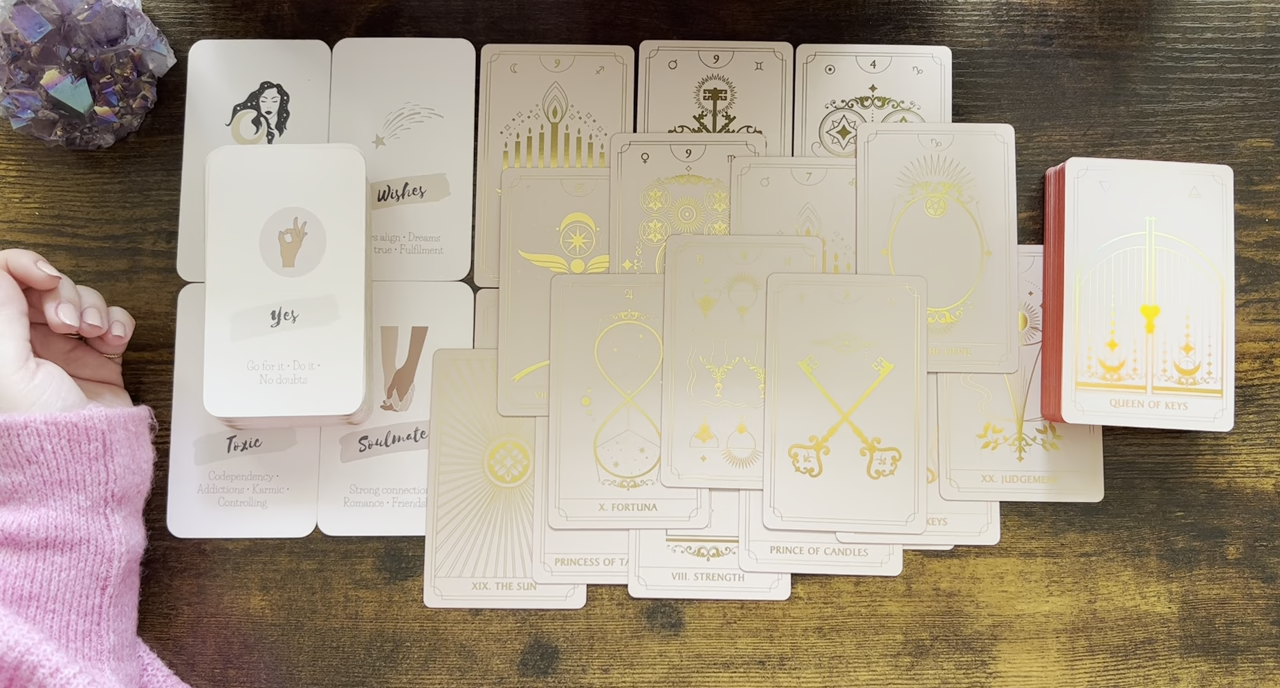 9
9
4
Wishes
s align • Dreams
true • Fulfilment
9
7
Yes
Go for it • Do it •
No doubts
QUEEN OF KEYS
Toxic
Soulmate
Codependency •
Addictions • Karmic •
Controlling
Strong connection
Romance • Friends
XX. JUDGEMENT
X. FORTUNA
KEYS
PRINCE OF CANDLES
PRINCESS OF TA
VIII. STRENGTH
XIX. THE SUN